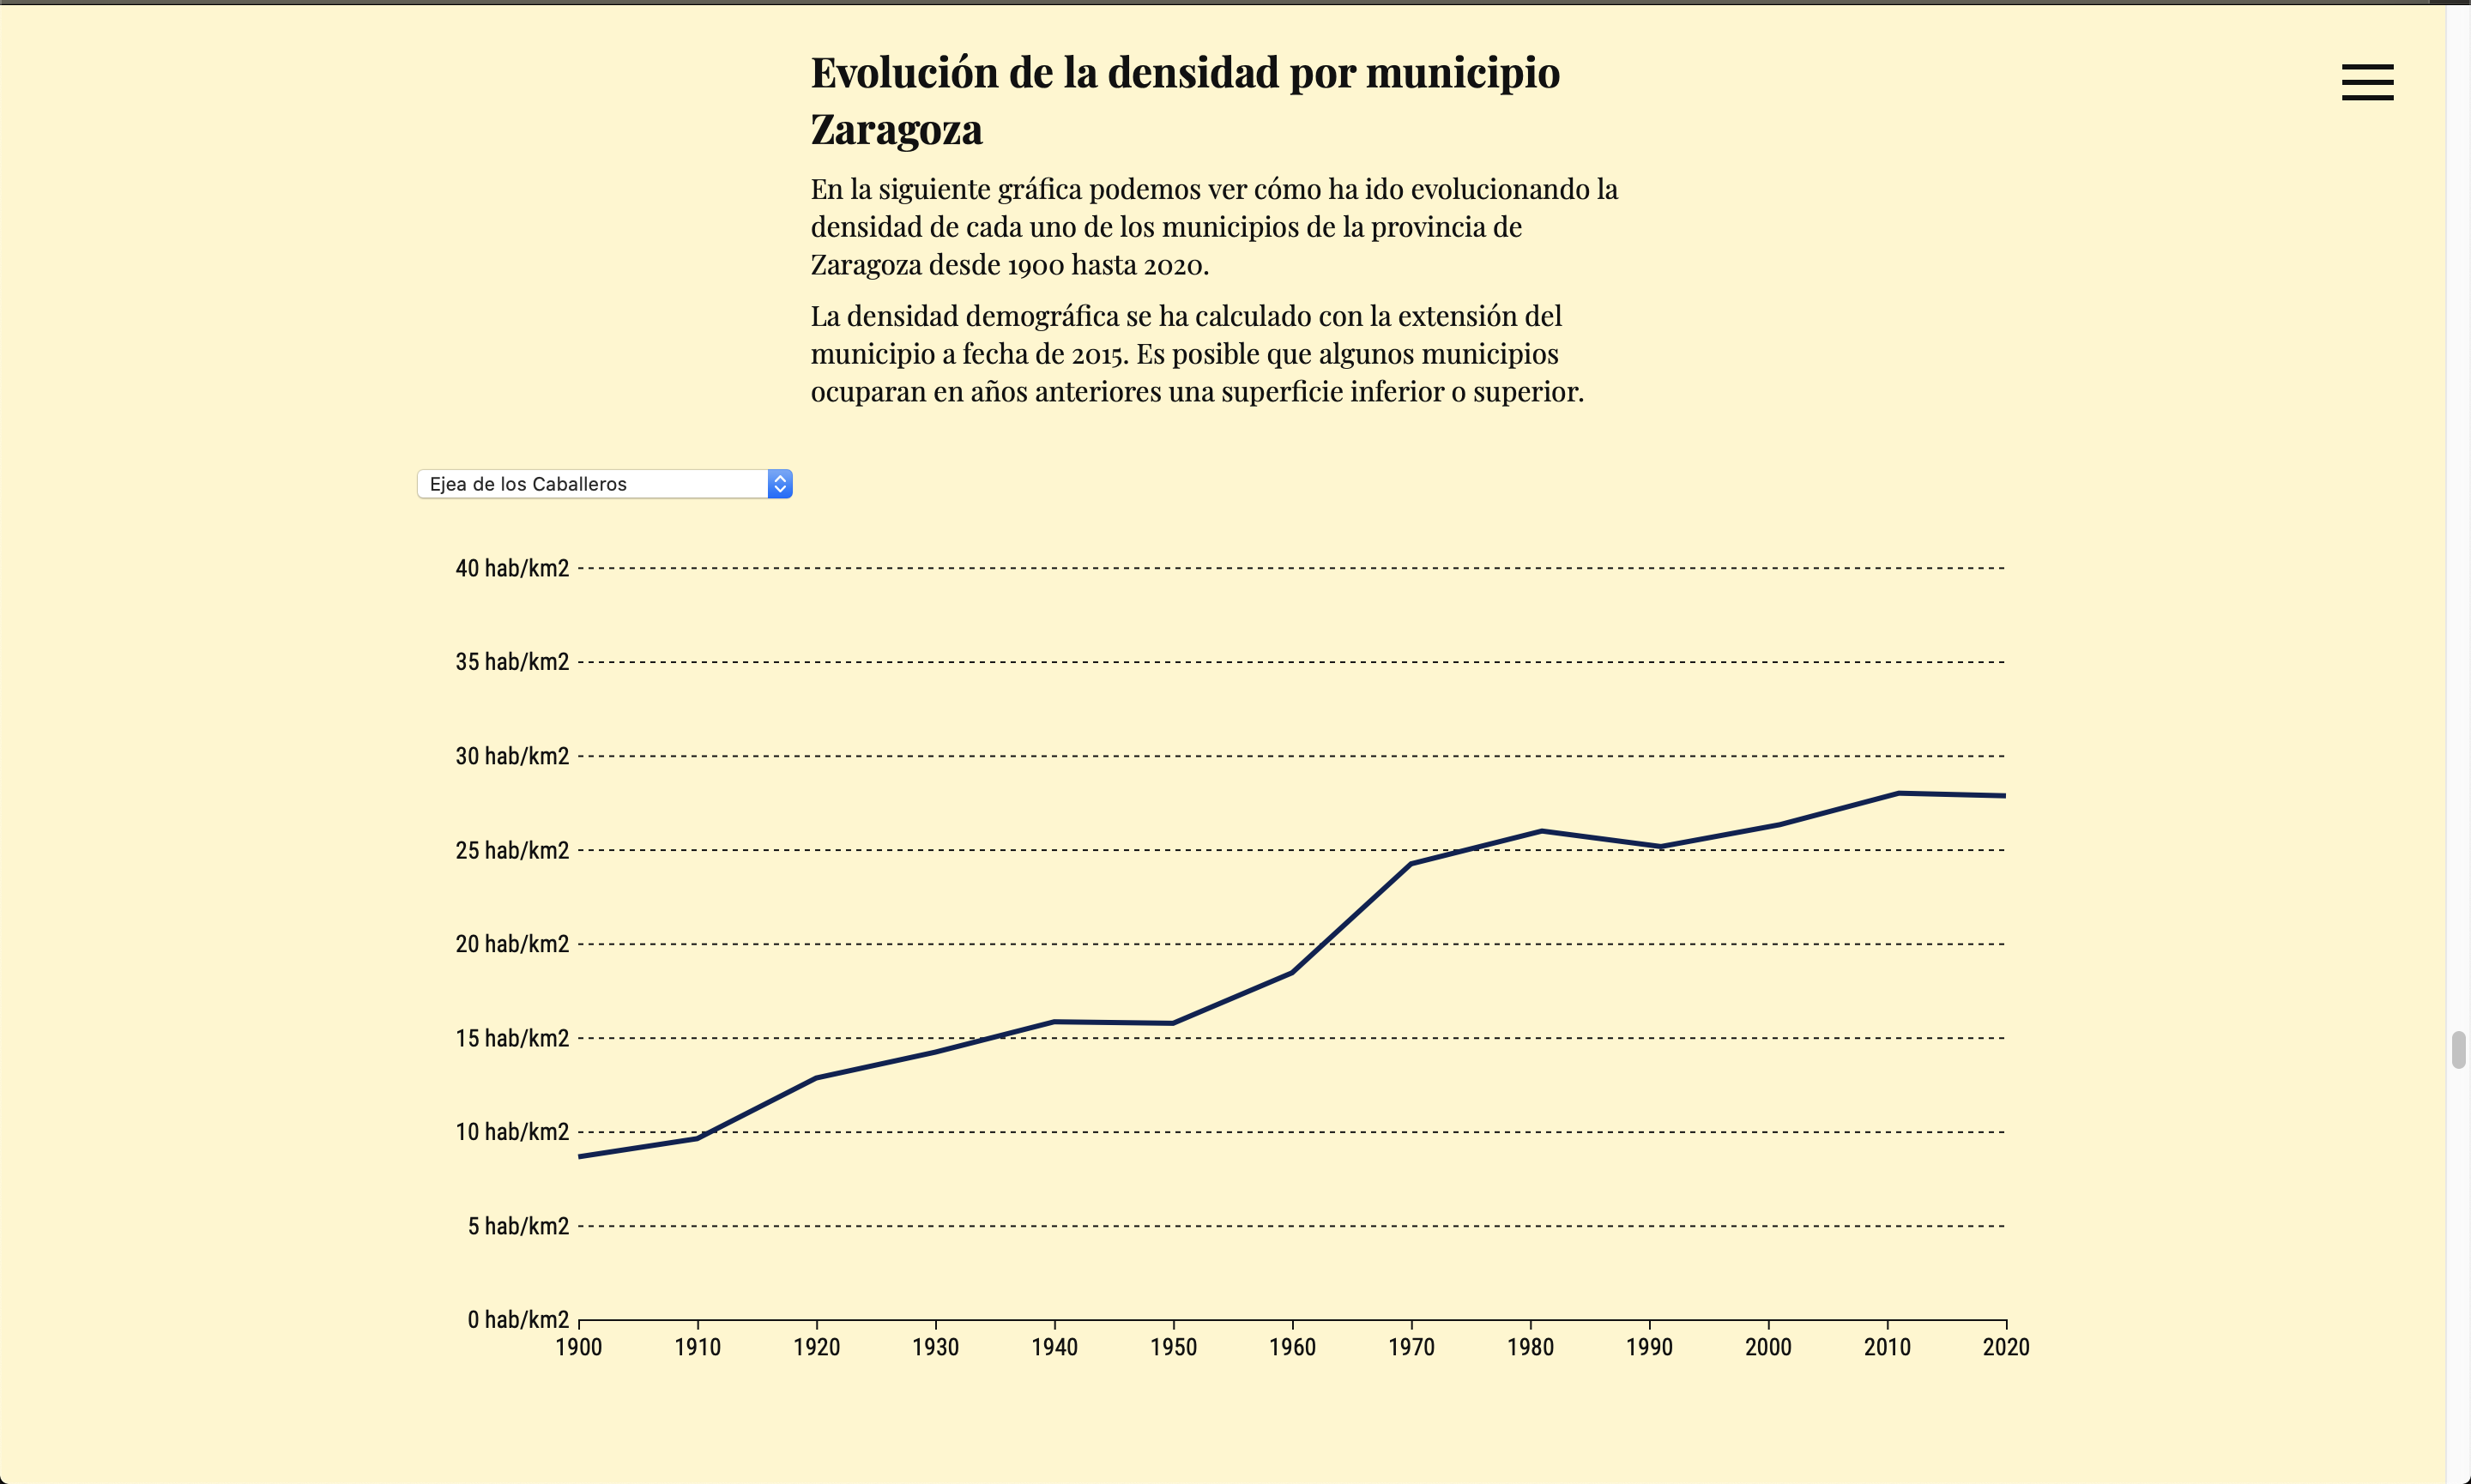 Evolución de la densidad por municipio
Zaragoza
En la siguiente gráfica podemos ver cómo ha ido evolucionando la
densidad de cada uno de los municipios de la provincia de
Zaragoza desde 1900 hasta 2020.
La densidad demográfica se ha calculado con la extensión del
municipio a fecha de 2015. Es posible que algunos municipios
ocuparan en años anteriores una superficie inferior o superior.
Ejea de los Caballeros
40 hab/km2
35 hab/km2
30 hab/km2
25 hab/km2
20 hab/km2
15 hab/km2
10 hab/km2
5 hab/km2
0 hab/km2
1900 1910 1920 1930 1940 1950 1960 1970 1980 1990 2000 2010 2020